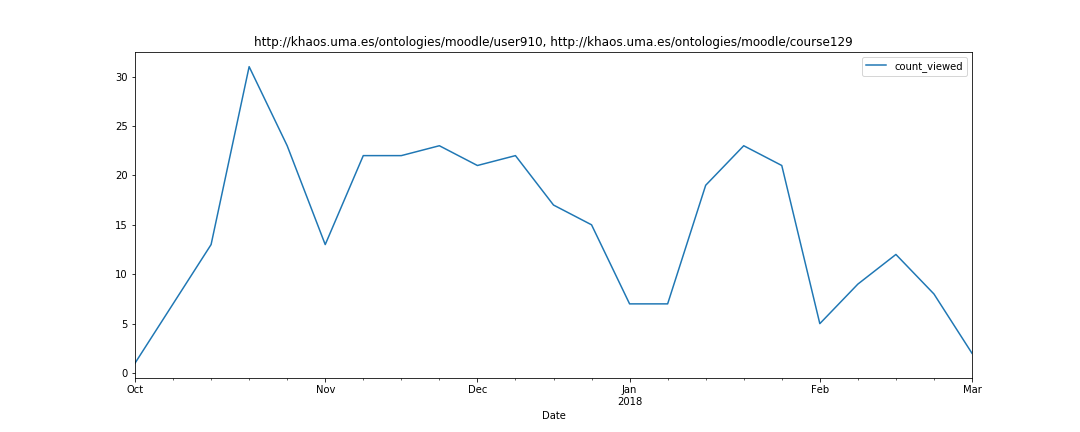 http://khaos.uma.es/ontologies/moodle/user910, http://khaos.uma.es/ontologies/moodle/course129
count_viewed
30
25
20
15
10
5
0
Oct Nov Dec Jan Feb Mar
2018
Date